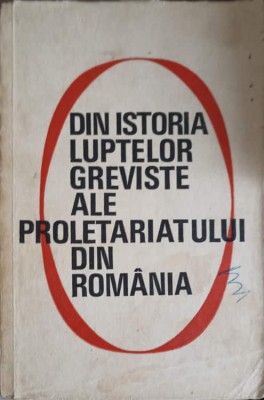 DIN ISTORIA
LUPTELOR
GREVISTE
ALE
PROLETARIATULUI
DIN
ROMÂNIA